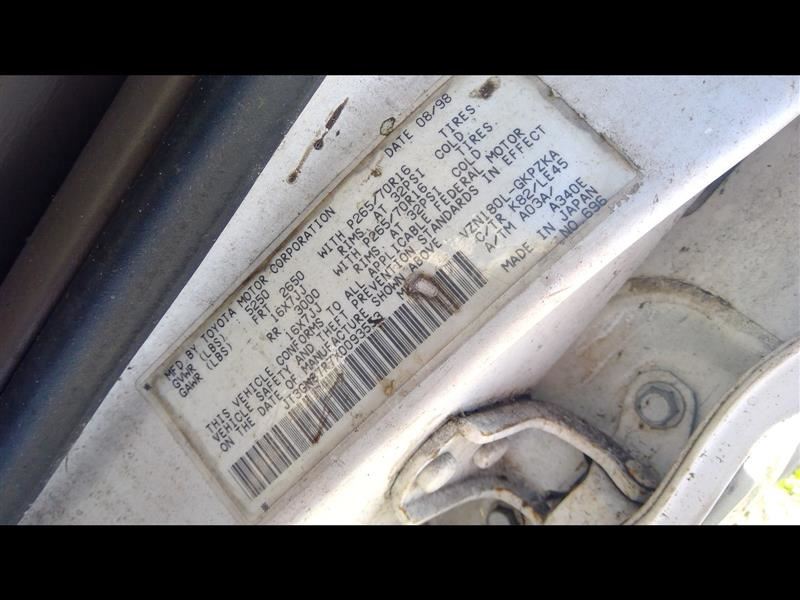 MFD BY TOYOTA MOTOR CORPORATION DATE 08/98
GVWR (LBS) 5250
GAWR (LBS) FRT 2650 WITH P265/70R16 TIRES
16X7JJ RIMS AT 32PSI COLD
RR 3000 WITH P265/70R16 TIRES
16X7JJ RIMS AT 32PSI COLD
THIS VEHICLE CONFORMS TO ALL APPLICABLE FEDERAL MOTOR
VEHICLE SAFETY AND THEFT PREVENTION STANDARDS IN EFFECT
ON THE DATE OF MANUFACTURE SHOWN ABOVE
VZN180L-GKPZKA
C/TR K82/LE45
A/TM A03A/ A340E
MADE IN JAPAN
NO 696